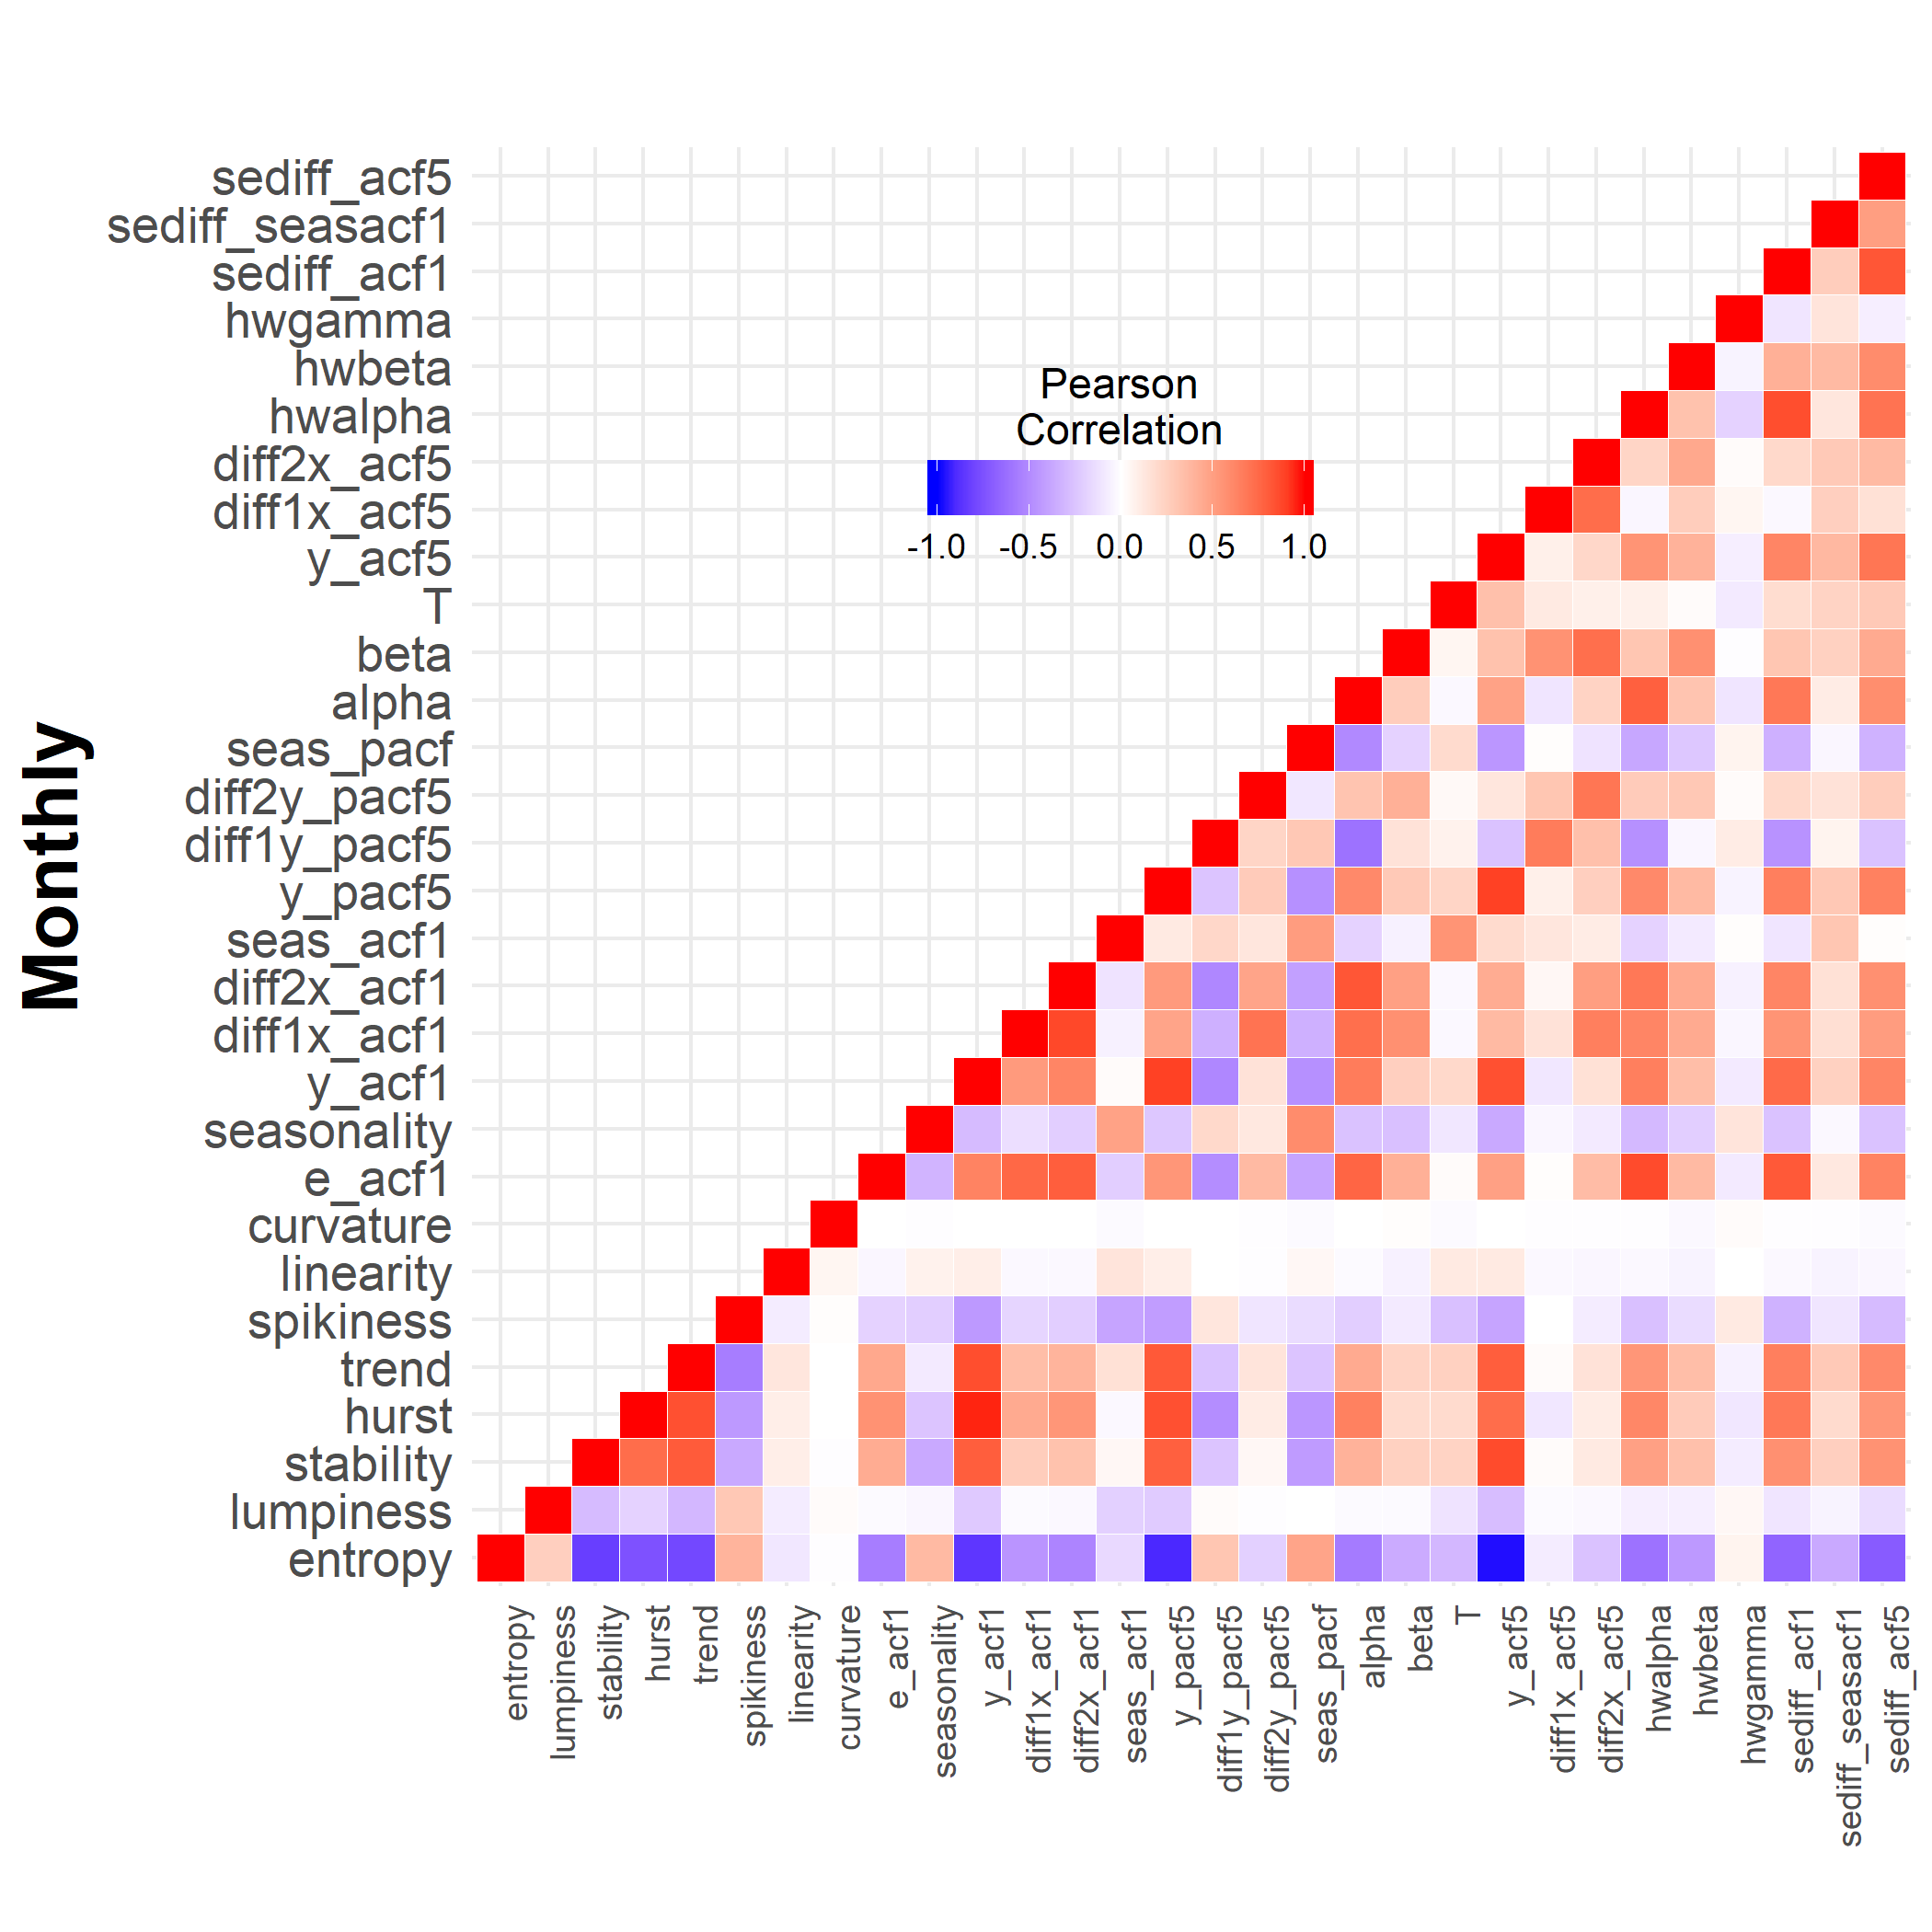 Monthly
sediff_acf5
sediff_seasacf1
sediff_acf1
hwgamma
hwbeta
hwalpha
diff2x_acf5
diff1x_acf5
y_acf5
T
beta
alpha
seas_pacf
diff2y_pacf5
diff1y_pacf5
y_pacf5
seas_acf1
diff2x_acf1
diff1x_acf1
y_acf1
seasonality
e_acf1
curvature
linearity
spikiness
trend
hurst
stability
lumpiness
entropy
Pearson
Correlation
-1.0 -0.5 0.0 0.5 1.0
entropy
lumpiness
stability
hurst
trend
spikiness
linearity
curvature
e_acf1
seasonality
y_acf1
diff1x_acf1
diff2x_acf1
seas_acf1
y_pacf5
diff1y_pacf5
diff2y_pacf5
seas_pacf
alpha
beta
T
y_acf5
diff1x_acf5
diff2x_acf5
hwalpha
hwbeta
hwgamma
sediff_acf1
sediff_seasacf1
sediff_acf5